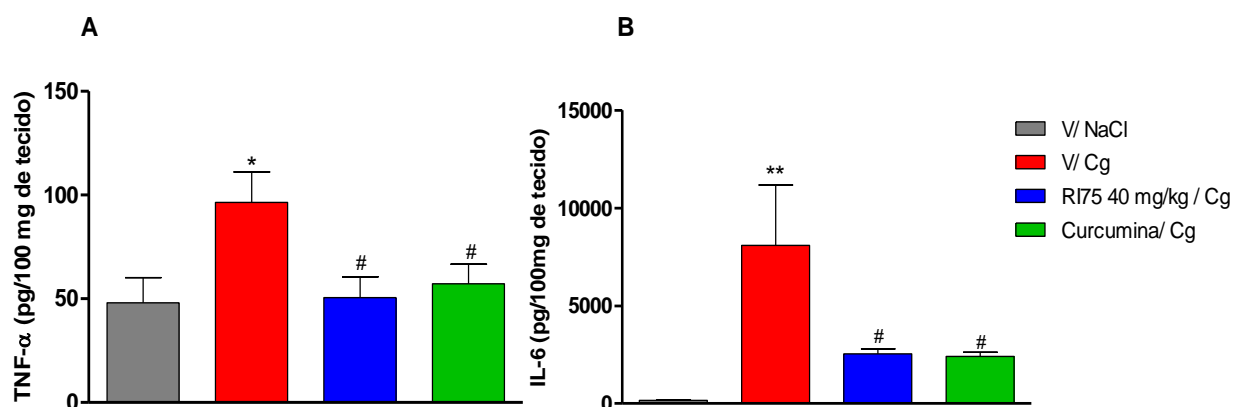 A
TNF-α (pg/100 mg de tecido)
150
100
50
0
*
#
#
B
IL-6 (pg/100mg de tecido)
15000
10000
5000
0
**
#
#
V/ NaCl
V/ Cg
RI75 40 mg/kg / Cg
Curcumina/ Cg